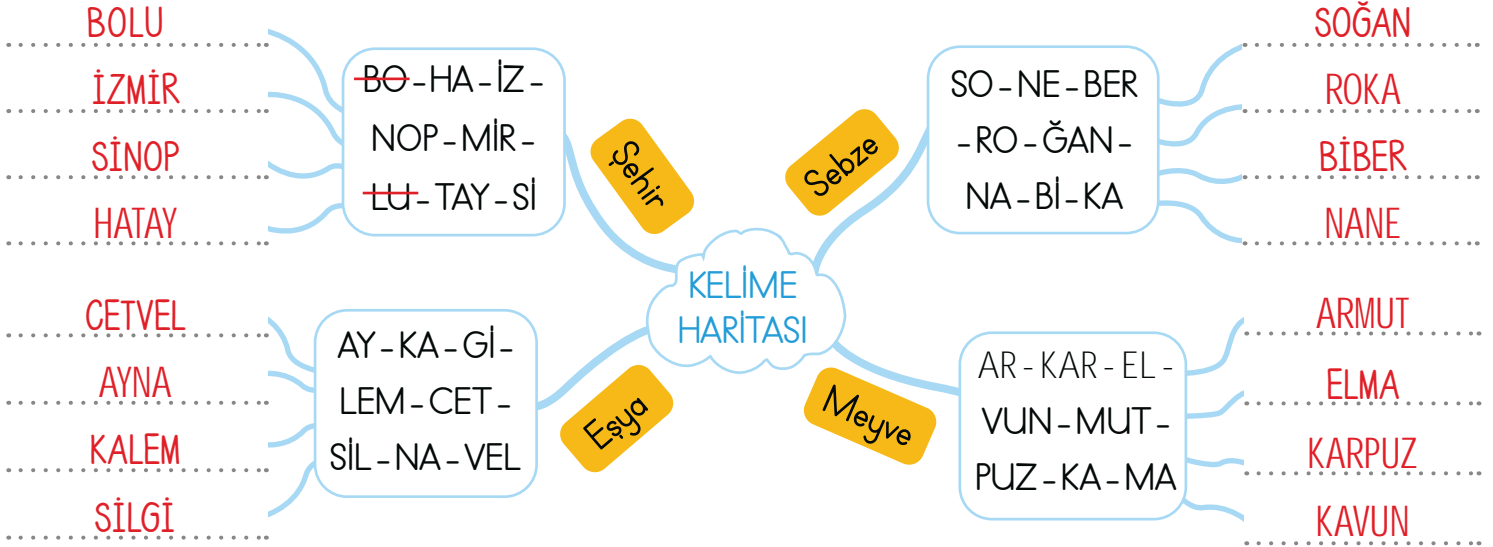 BOLU
İZMİR
SİNOP
HATAY
BO-HA-İZ-
NOP-MİR-
LU-TAY-Sİ
Şehir
CETVEL
AYNA
KALEM
SİLGİ
AY-KA-Gİ-
LEM-CET-
SİL-NA-VEL
Eşya
KELİME
HARİTASI
Sebze
SO-NE-BER
-RO-ĞAN-
NA-Bİ-KA
SOĞAN
ROKA
BİBER
NANE
Meyve
AR-KAR-EL-
VUN-MUT-
PUZ-KA-MA
ARMUT
ELMA
KARPUZ
KAVUN